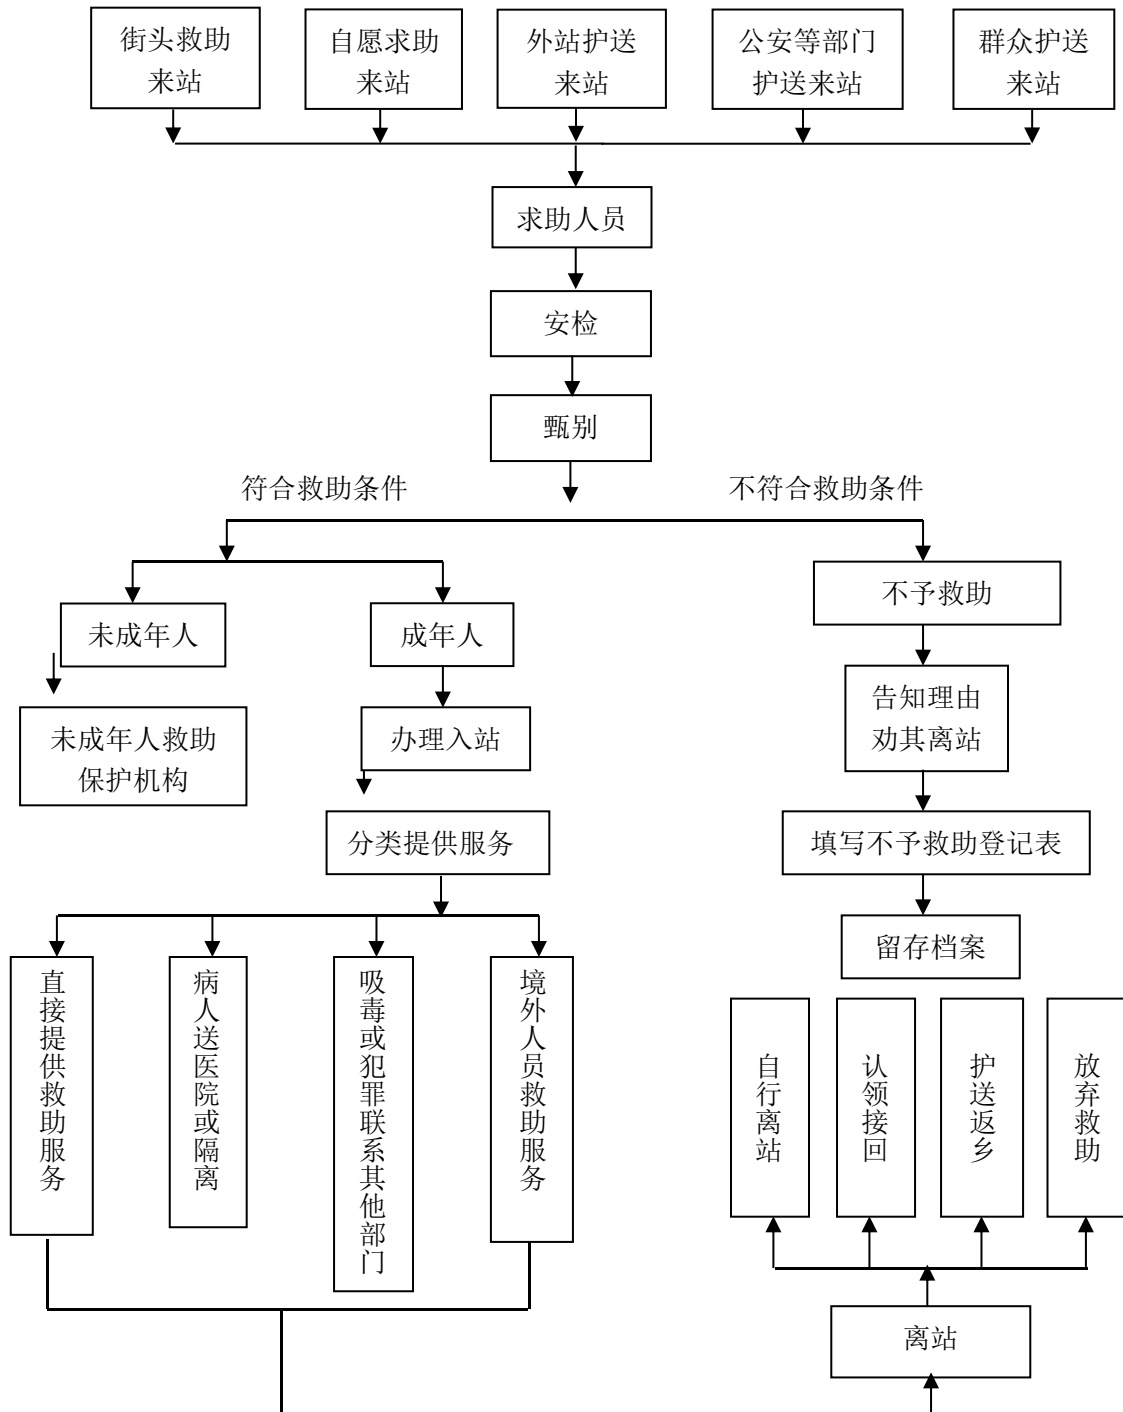 街头救助
来站
自愿求助
来站
外站护送
来站
公安等部门
护送来站
群众护送
来站
求助人员
安检
甄别
符合救助条件
不符合救助条件
未成年人
成年人
不予救助
未成年人救助
保护机构
办理入站
告知理由
劝其离站
分类提供服务
填写不予救助登记表
留存档案
直接提供救助服务
病人送医院或隔离
吸毒或犯罪联系其他部门
境外人员救助服务
自行离站
认领接回
护送返乡
放弃救助
离站